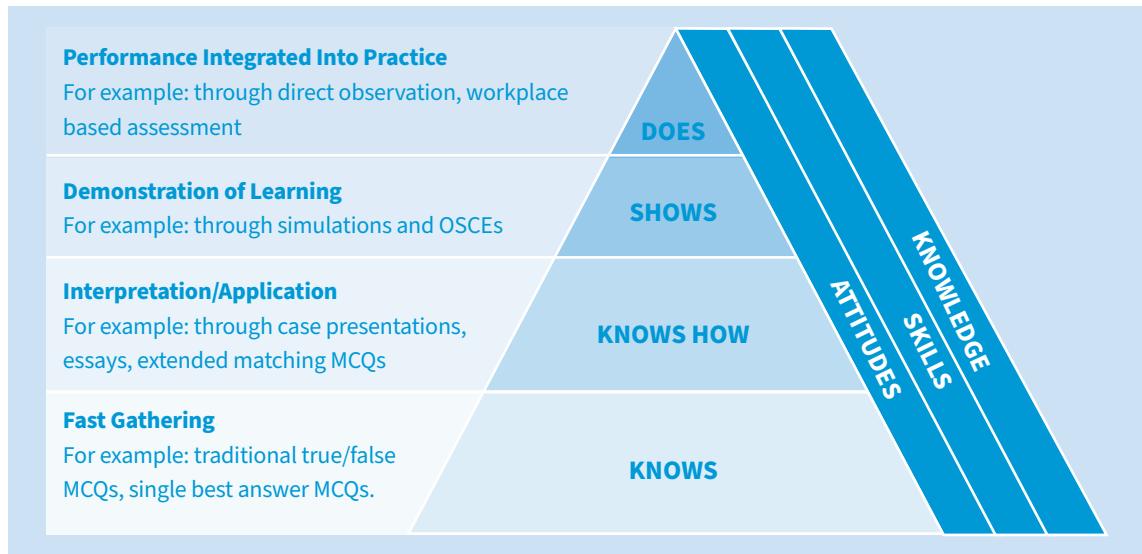 Performance Integrated Into Practice
For example: through direct observation, workplace
based assessment
DOES
Demonstration of Learning
For example: through simulations and OSCEs
SHOWS
Interpretation/Application
For example: through case presentations,
essays, extended matching MCQs
KNOWS HOW
Fast Gathering
For example: traditional true/false
MCQs, single best answer MCQs.
KNOWS
ATTITUDES
SKILLS
KNOWLEDGE